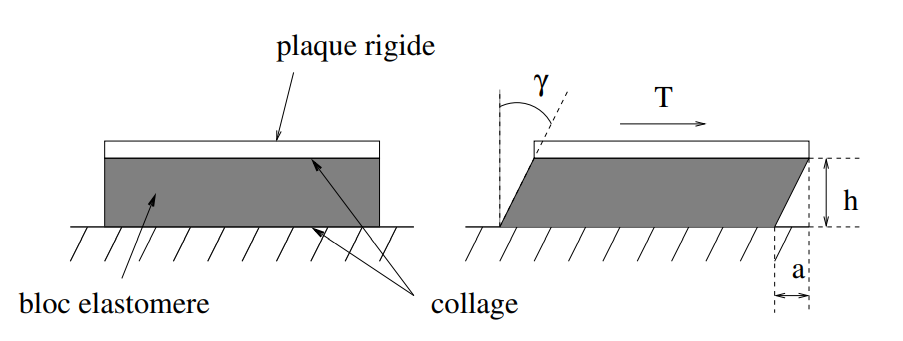 plaque rigide
γ
T
h
a
bloc elastomere
collage